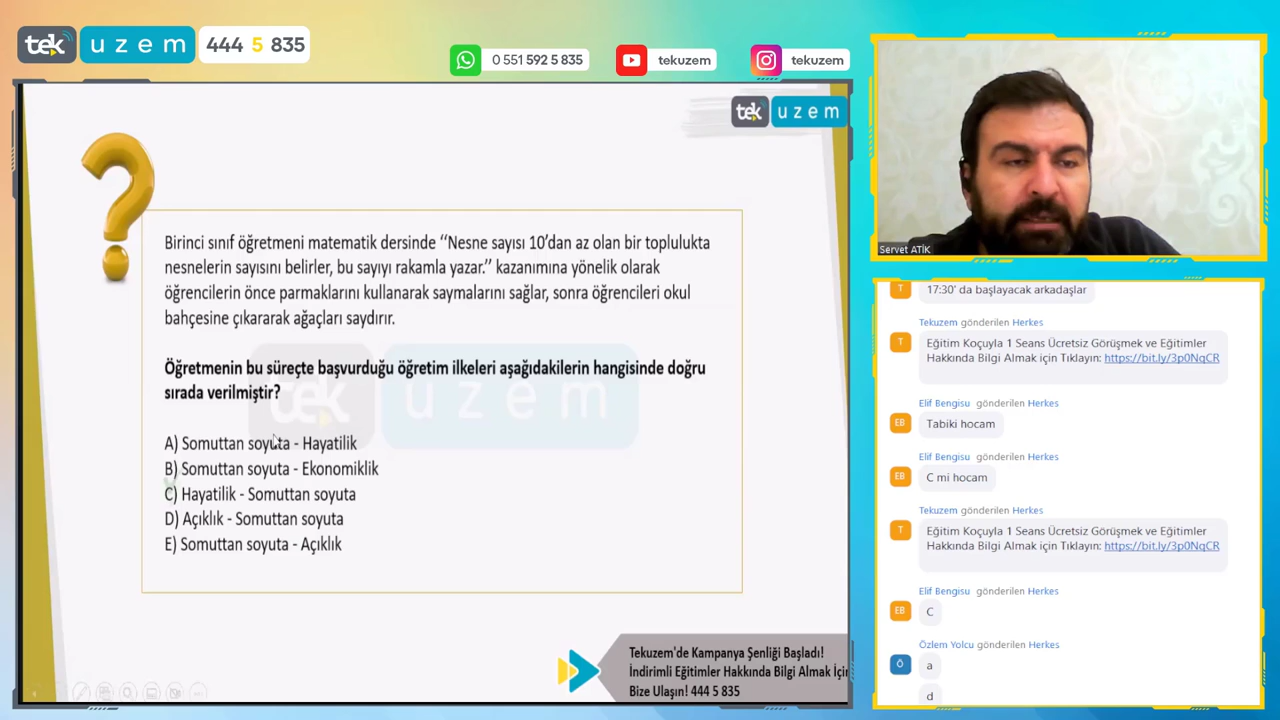 tek uzem 444 5 835
0 551 592 5 835
tekuzem
tekuzem
tek uzem
Birinci sınıf öğretmeni matematik dersinde ‘‘Nesne sayısı 10’dan az olan bir toplulukta
nesnelerin sayısını belirler, bu sayıyı rakamla yazar.’’ kazanımına yönelik olarak
öğrencilerin önce parmaklarını kullanarak saymalarını sağlar, sonra öğrencileri okul
bahçesine çıkararak ağaçları saydırır.
Öğretmenin bu süreçte başvurduğu öğretim ilkeleri aşağıdakilerin hangisinde doğru
sırada verilmiştir?
tek uzem
A) Somuttan soyuta - Hayatilik
B) Somuttan soyuta - Ekonomiklik
C) Hayatilik - Somuttan soyuta
D) Açıklık - Somuttan soyuta
E) Somuttan soyuta - Açıklık
Tekuzem'de Kampanya Şenliği Başladı!
İndirimli Eğitimler Hakkında Bilgi Almak İçin
Bize Ulaşın! 444 5 835
Servet ATİK
T
17:30' da başlayacak arkadaşlar
Tekuzem gönderilen Herkes
T
Eğitim Koçuyla 1 Seans Ücretsiz Görüşmek ve Eğitimler
Hakkında Bilgi Almak için Tıklayın: https://bit.ly/3p0NqCR
Elif Bengisu gönderilen Herkes
EB
Tabiki hocam
Elif Bengisu gönderilen Herkes
EB
C mi hocam
Tekuzem gönderilen Herkes
T
Eğitim Koçuyla 1 Seans Ücretsiz Görüşmek ve Eğitimler
Hakkında Bilgi Almak için Tıklayın: https://bit.ly/3p0NqCR
Elif Bengisu gönderilen Herkes
EB
C
Özlem Yolcu gönderilen Herkes
Ö
a
d